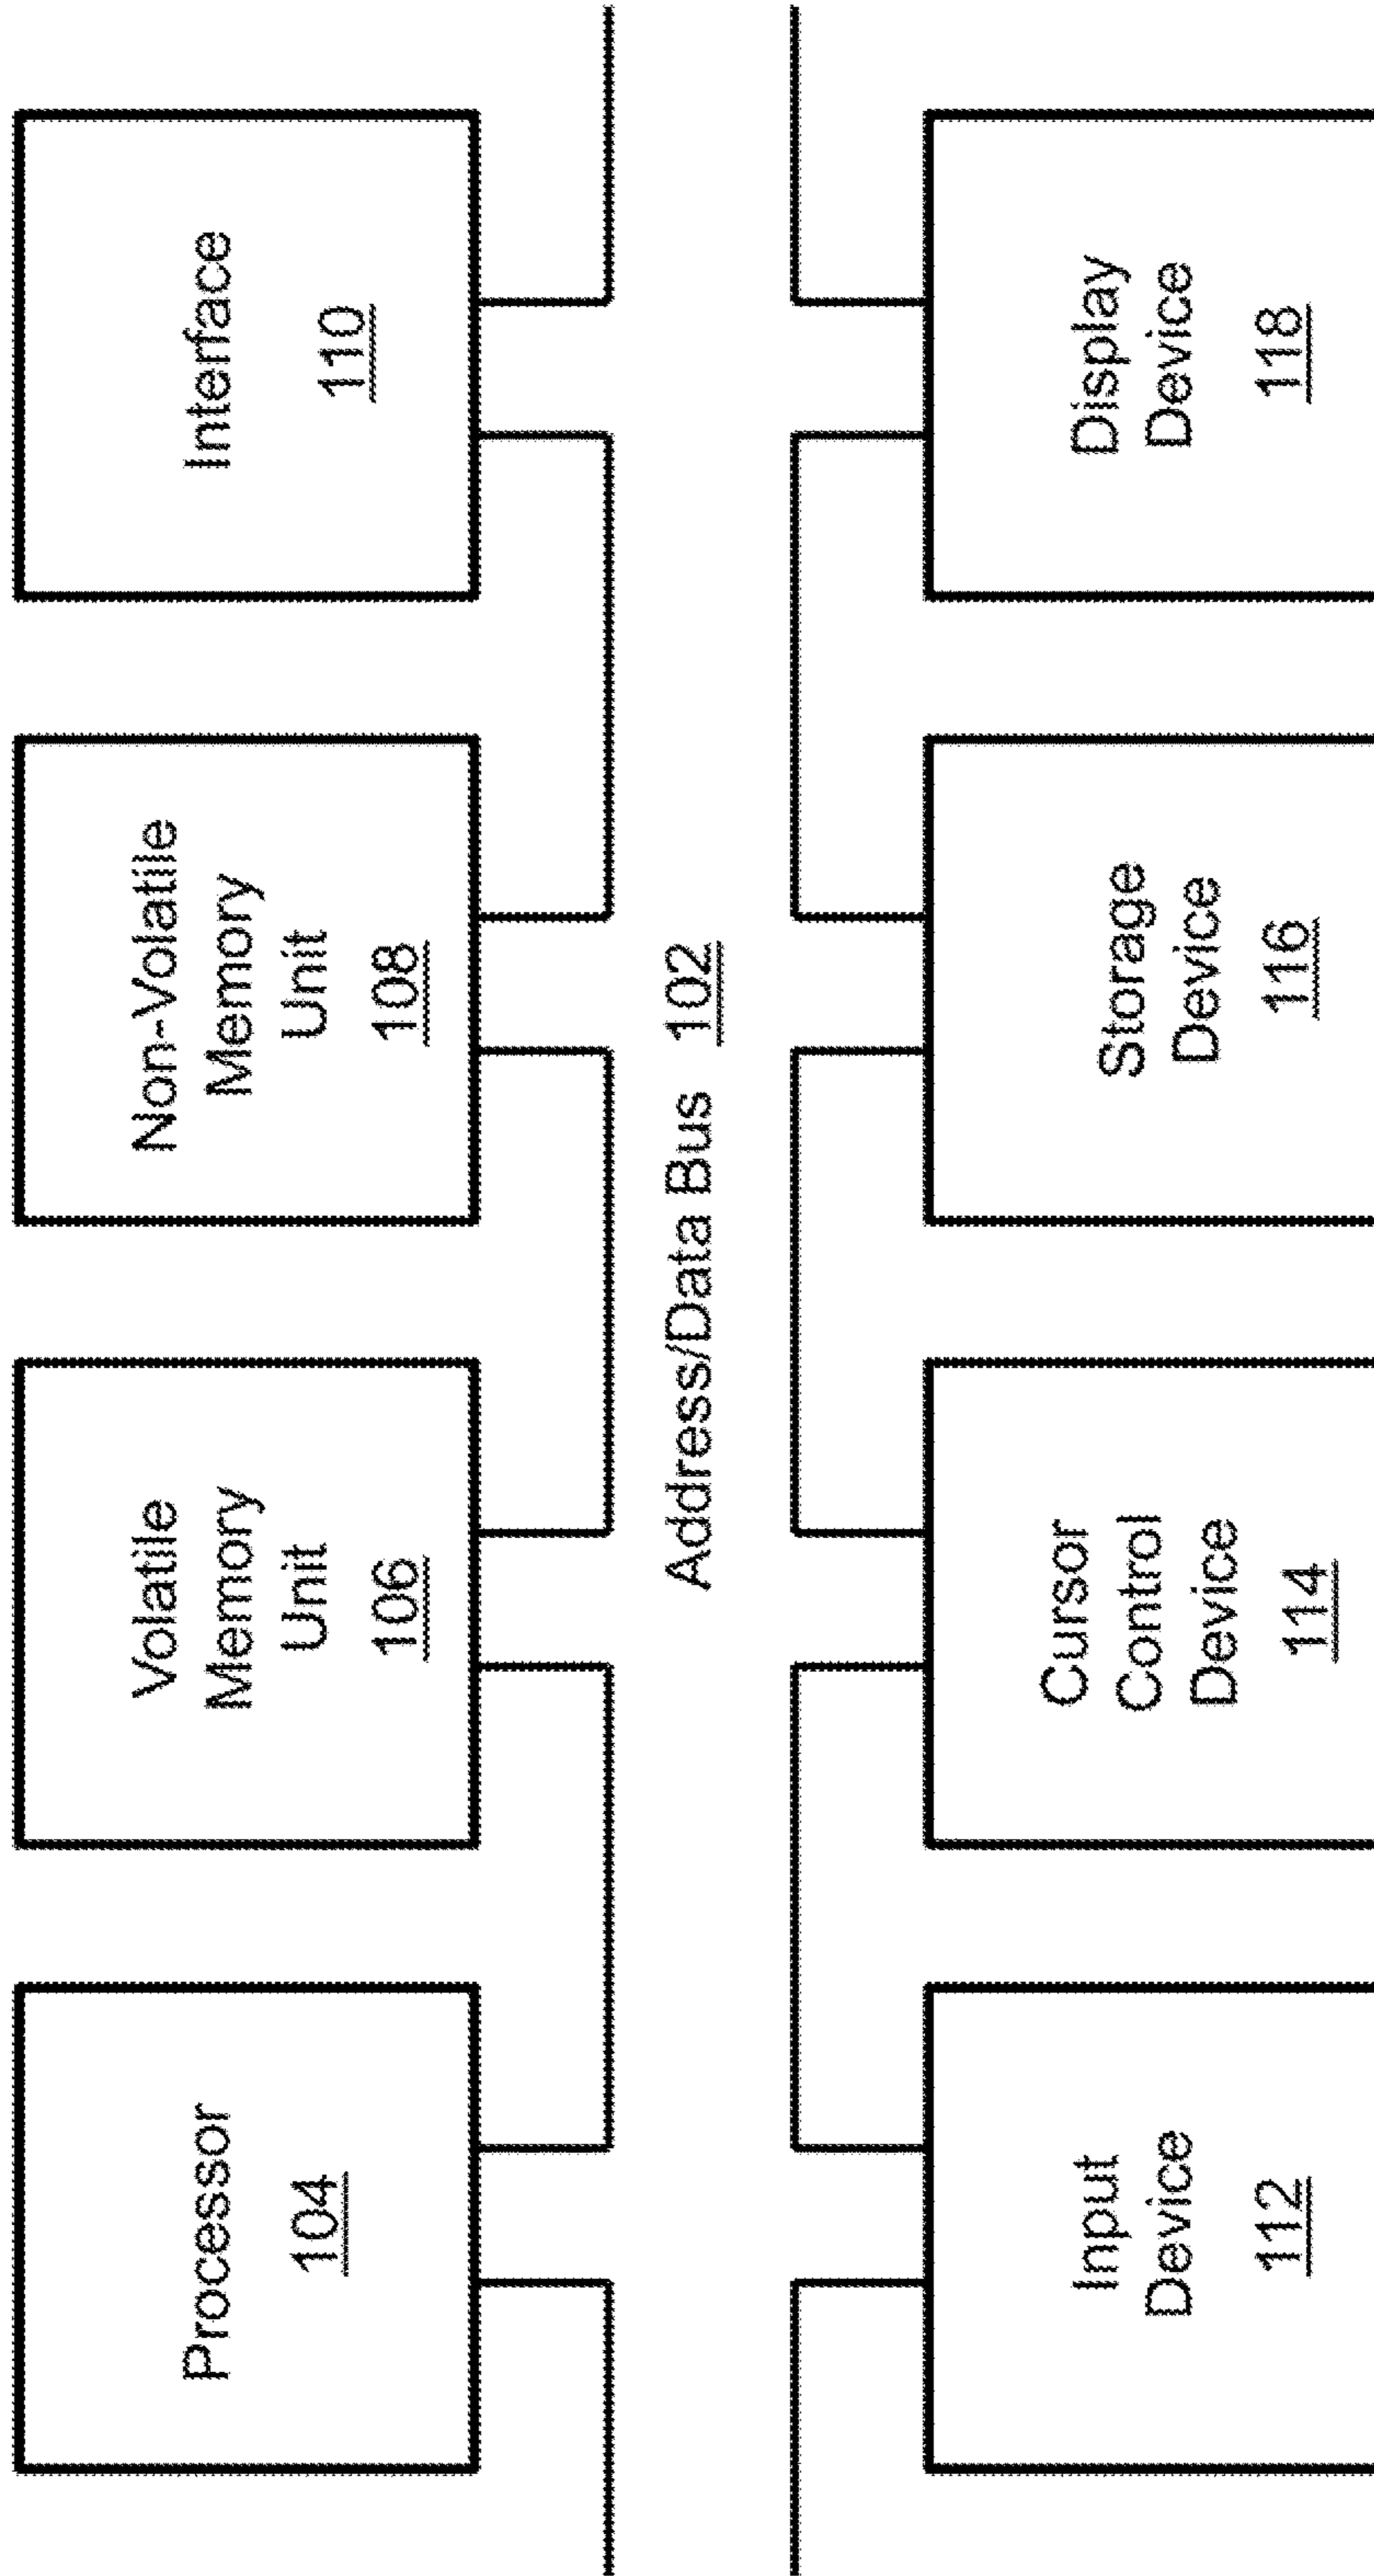 Processor
104
Volatile
Memory
Unit
106
Non-Volatile
Memory
Unit
108
Interface
110
Address/Data Bus 102
Input
Device
112
Cursor
Control
Device
114
Storage
Device
116
Display
Device
118